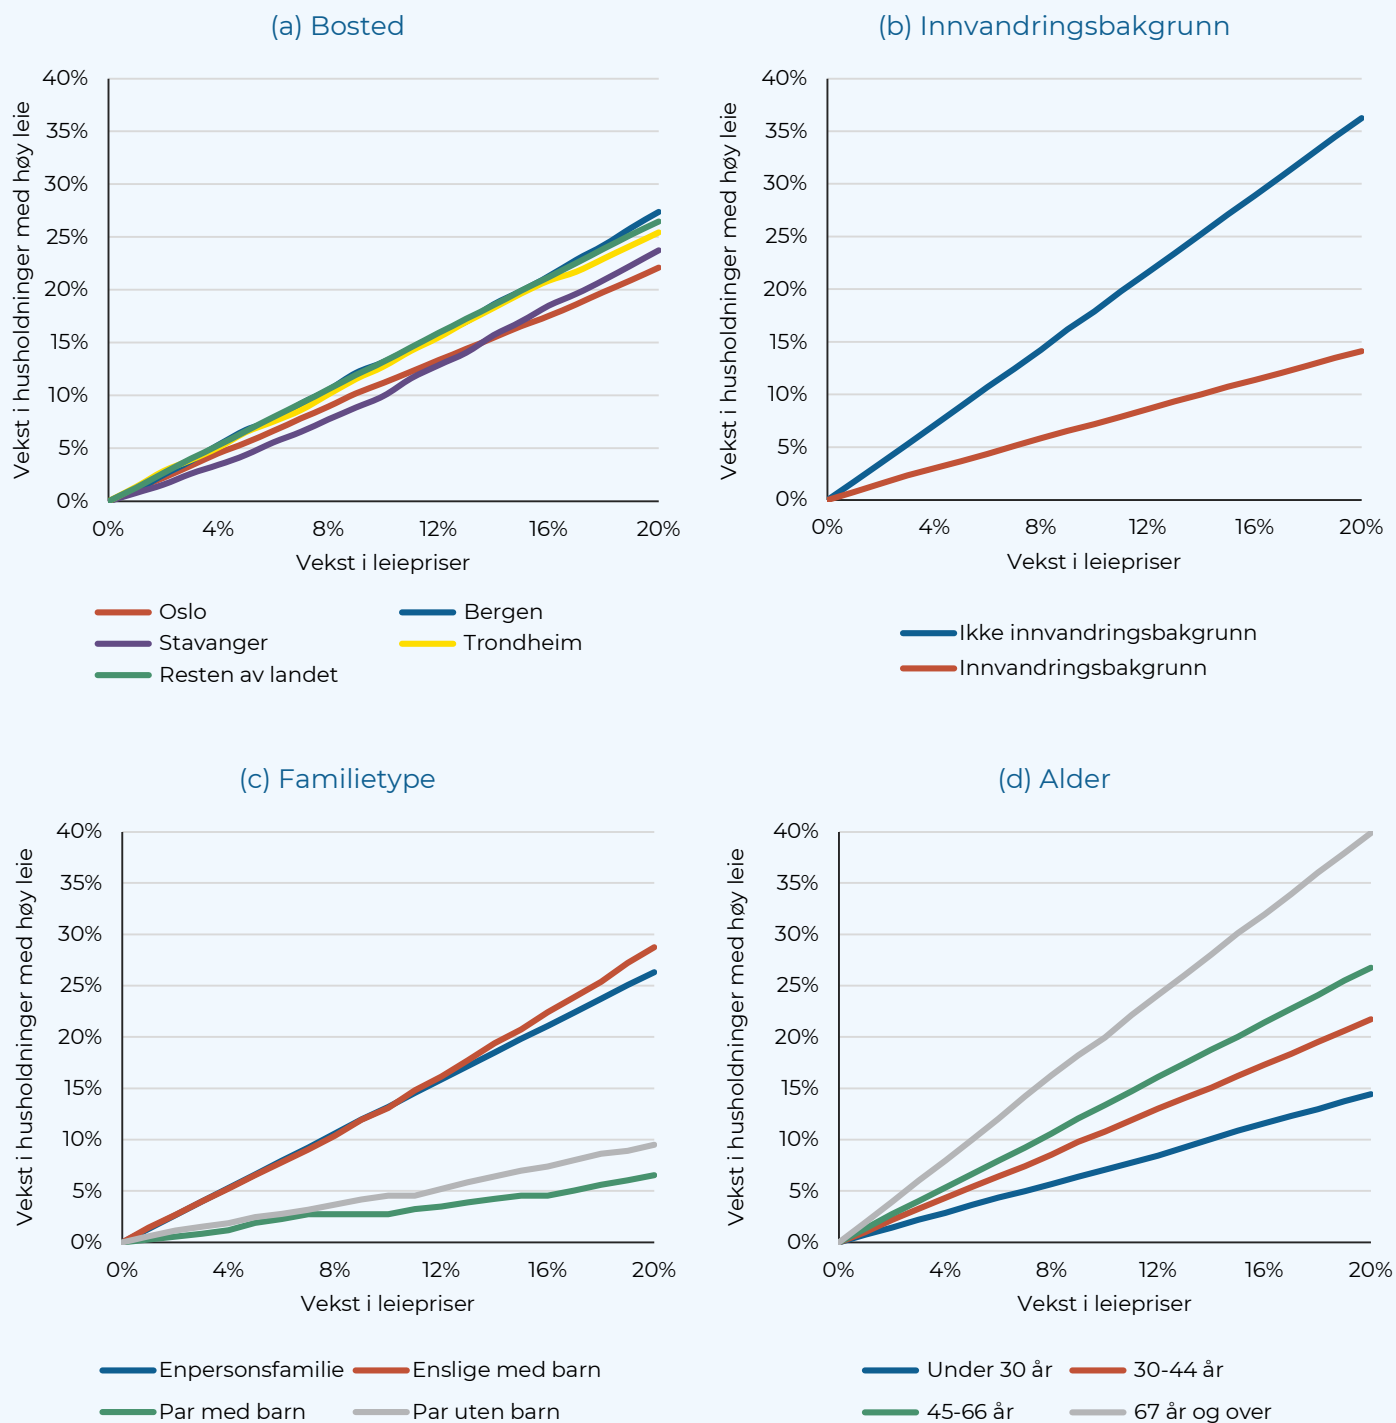 (a) Bosted
40%
35%
30%
25%
20%
15%
10%
5%
0%
Vekst i husholdninger med høy leie
0% 4% 8% 12% 16% 20%
Vekst i leiepriser
Oslo Bergen
Stavanger Trondheim
Resten av landet
(b) Innvandringsbakgrunn
40%
35%
30%
25%
20%
15%
10%
5%
0%
Vekst i husholdninger med høy leie
0% 4% 8% 12% 16% 20%
Vekst i leiepriser
Ikke innvandringsbakgrunn
Innvandringsbakgrunn
(c) Familietype
40%
35%
30%
25%
20%
15%
10%
5%
0%
Vekst i husholdninger med høy leie
0% 4% 8% 12% 16% 20%
Vekst i leiepriser
Enpersonsfamilie Enslige med barn
Par med barn Par uten barn
(d) Alder
40%
35%
30%
25%
20%
15%
10%
5%
0%
Vekst i husholdninger med høy leie
0% 4% 8% 12% 16% 20%
Vekst i leiepriser
Under 30 år 30-44 år
45-66 år 67 år og over